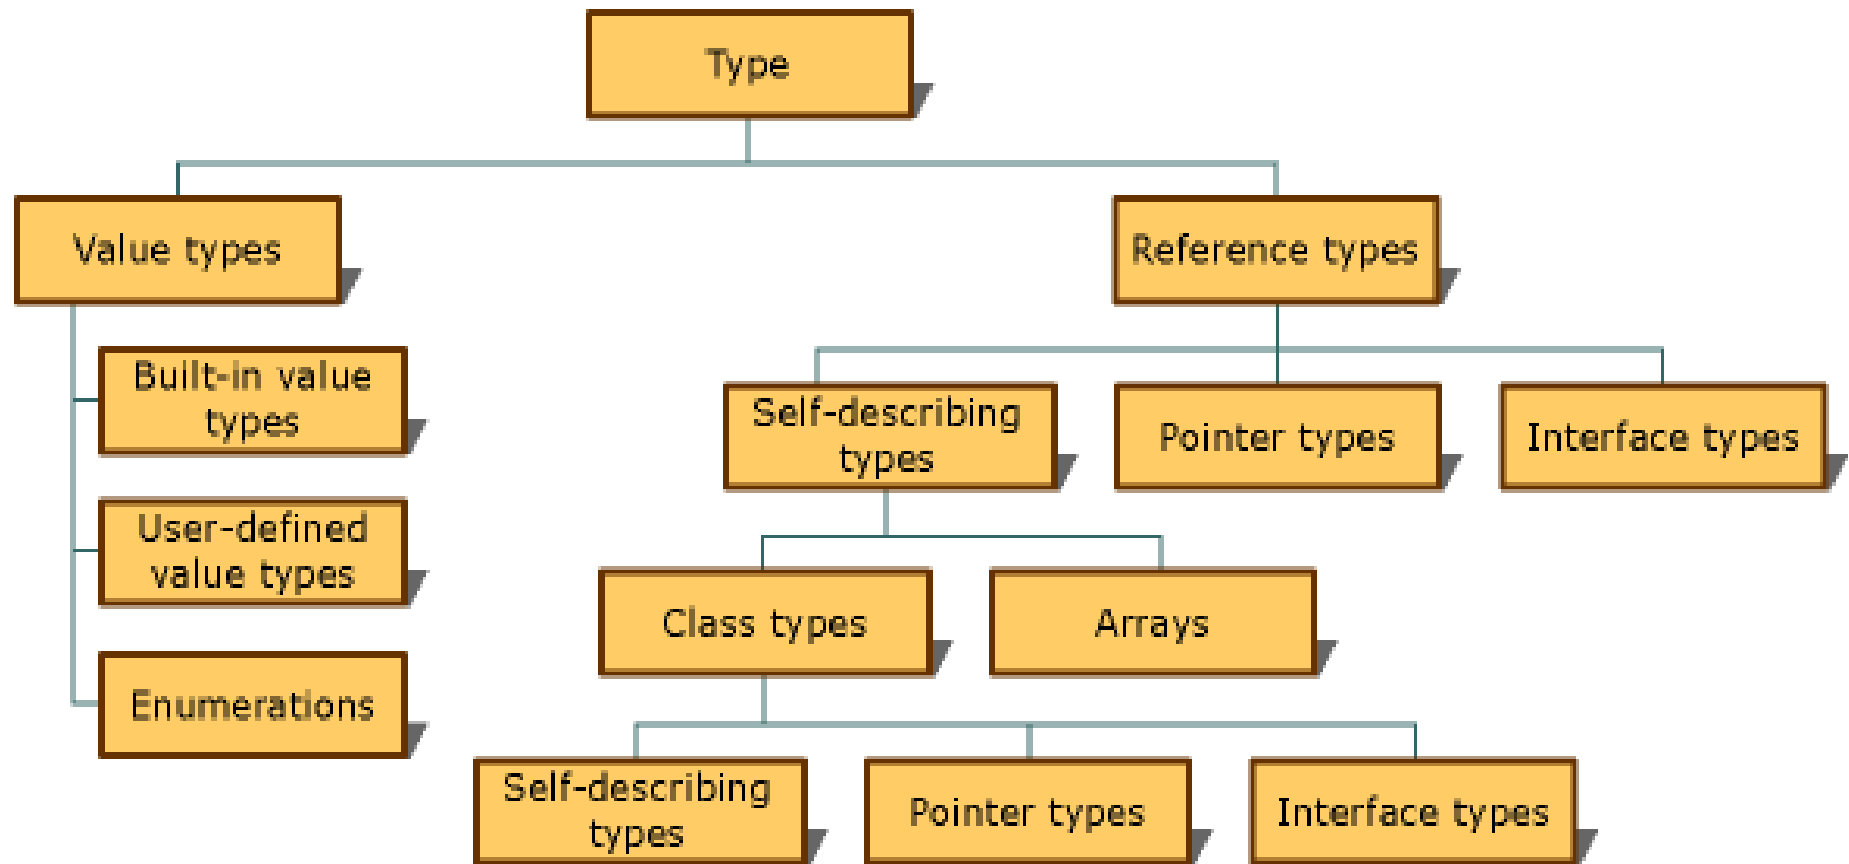 Type
Value types
Reference types
Built-in value
types
User-defined
value types
Enumerations
Self-describing
types
Pointer types
Interface types
Class types
Arrays
Self-describing
types
Pointer types
Interface types